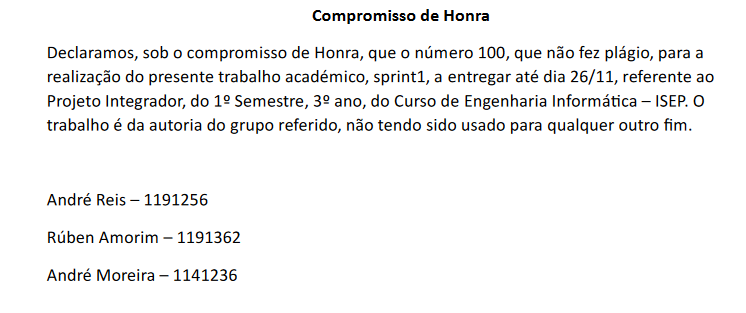 Compromisso de Honra
Declaramos, sob o compromisso de Honra, que o número 100, que não fez plágio, para a
realização do presente trabalho académico, sprint1, a entregar até dia 26/11, referente ao
Projeto Integrador, do 1º Semestre, 3º ano, do Curso de Engenharia Informática – ISEP. O
trabalho é da autoria do grupo referido, não tendo sido usado para qualquer outro fim.
André Reis – 1191256
Rúben Amorim – 1191362
André Moreira – 1141236